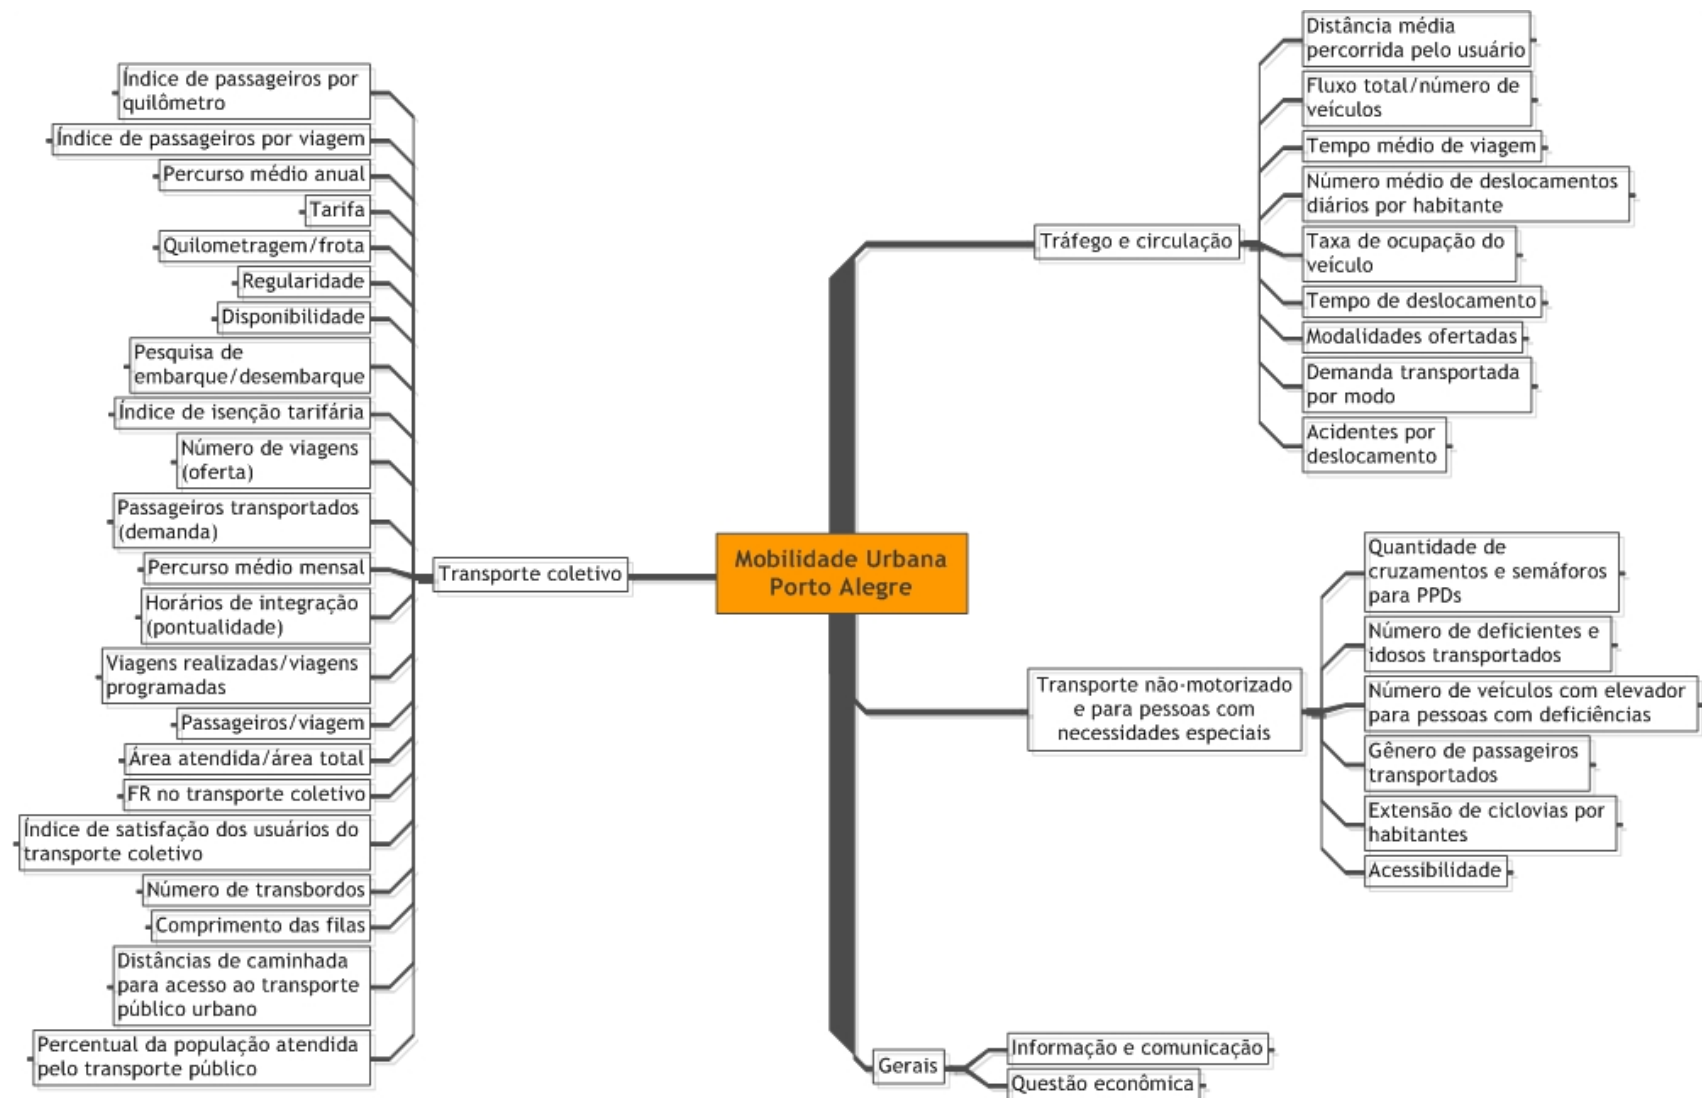 Índice de passageiros por
quilômetro
Índice de passageiros por viagem
Percurso médio anual
Tarifa
Quilometragem/frota
Regularidade
Disponibilidade
Pesquisa de
embarque/desembarque
Índice de isenção tarifária
Número de viagens
(oferta)
Passageiros transportados
(demanda)
Percurso médio mensal
Horários de integração
(pontualidade)
Viagens realizadas/viagens
programadas
Passageiros/viagem
Área atendida/área total
FR no transporte coletivo
Índice de satisfação dos usuários do
transporte coletivo
Número de transbordos
Comprimento das filas
Distâncias de caminhada
para acesso ao transporte
público urbano
Percentual da população atendida
pelo transporte público
Transporte coletivo
Mobilidade Urbana
Porto Alegre
Tráfego e circulação
Distância média
percorrida pelo usuário
Fluxo total/número de
veículos
Tempo médio de viagem
Número médio de deslocamentos
diários por habitante
Taxa de ocupação do
veículo
Tempo de deslocamento
Modalidades ofertadas
Demanda transportada
por modo
Acidentes por
deslocamento
Transporte não-motorizado
e para pessoas com
necessidades especiais
Quantidade de
cruzamentos e semáforos
para PPDs
Número de deficientes e
idosos transportados
Número de veículos com elevador
para pessoas com deficiências
Gênero de passageiros
transportados
Extensão de ciclovias por
habitantes
Acessibilidade
Gerais
Informação e comunicação
Questão econômica